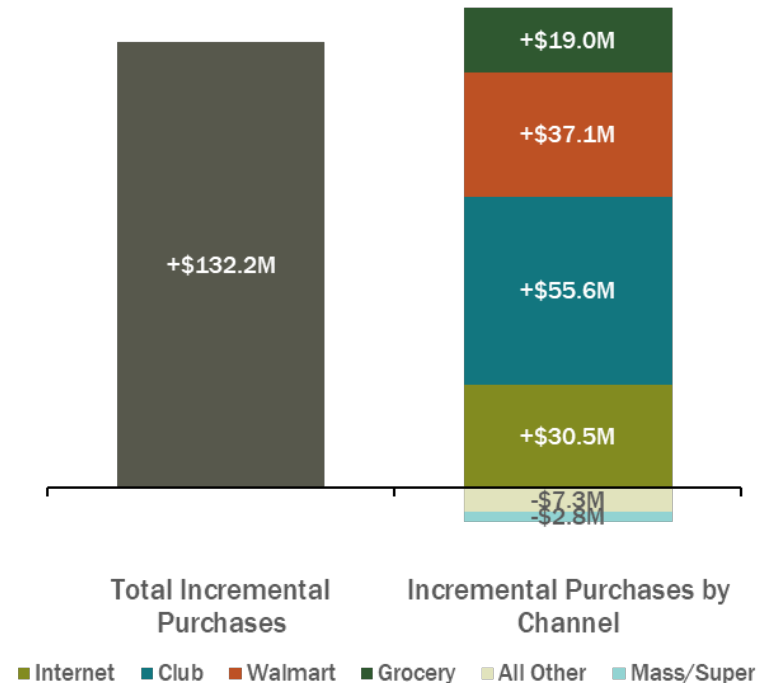 +$19.0M
+$37.1M
+$132.2M
+$55.6M
+$30.5M
-$7.3M
-$2.8M
Total Incremental
Purchases
Incremental Purchases by
Channel
Internet Club Walmart Grocery All Other Mass/Super